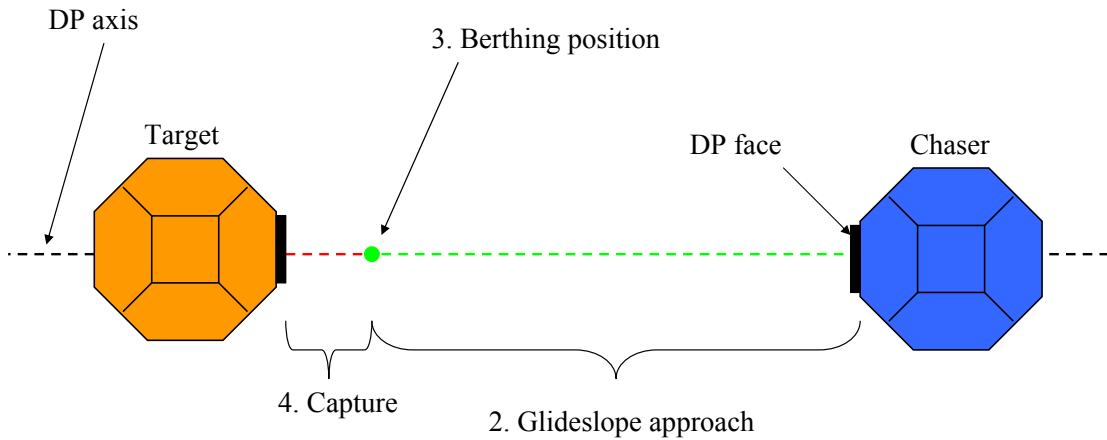 DP axis
3. Berthing position
Target
DP face
Chaser
4. Capture
2. Glideslope approach